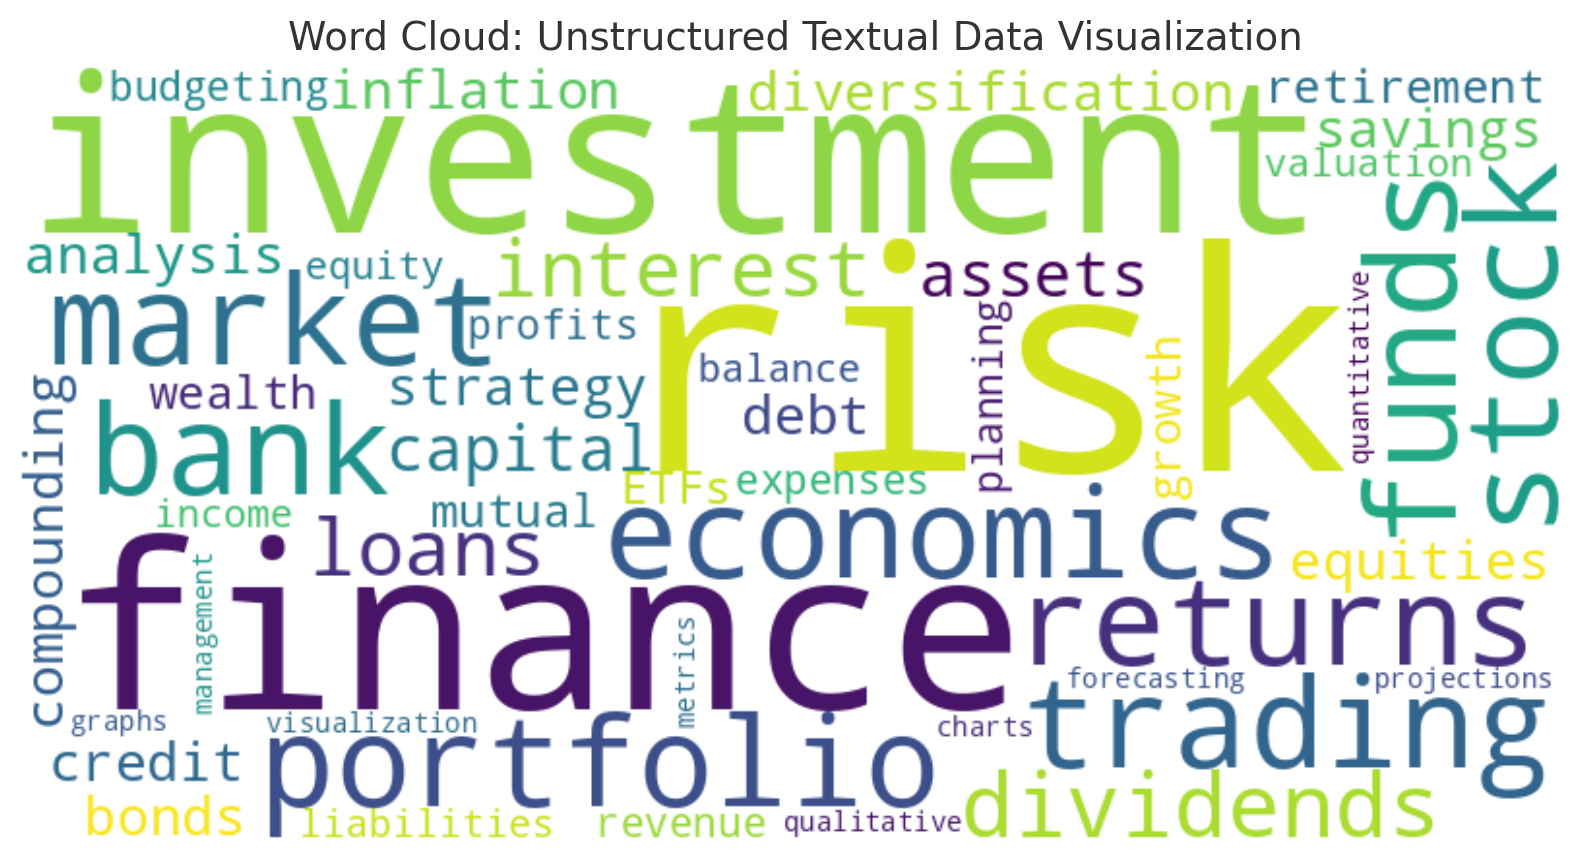 Word Cloud: Unstructured Textual Data Visualization
budgeting
inflation
diversification
retirement
investment
savings
valuation
stock
funds
analysis
equity
interest
assets
market
profits
risk
quantitative
planning
growth
balance
wealth
strategy
debt
compounding
bank
capital
ETFs
expenses
income
mutual
economics
loans
equities
finance
management
returns
metrics
forecasting
projections
graphs
visualization
charts
trading
credit
portfolio
bonds
liabilities
revenue
qualitative
dividends